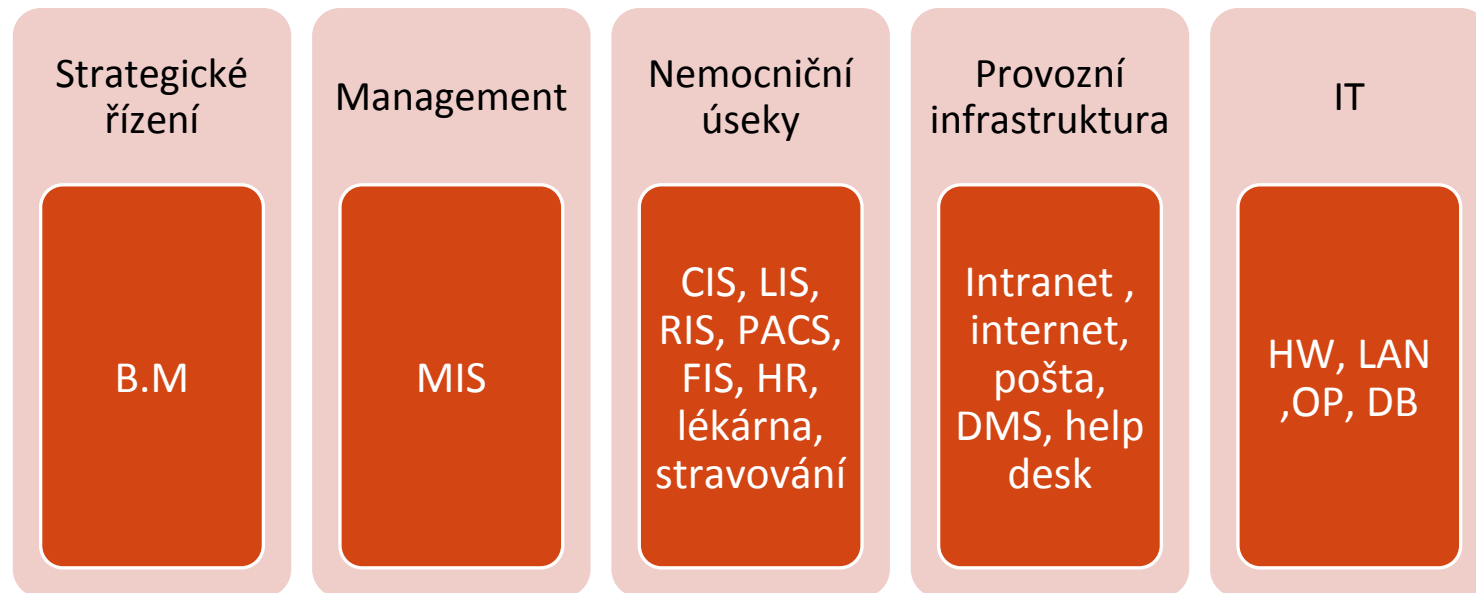 Strategické
řízení
B.M
Management
MIS
Nemocniční
úseky
CIS, LIS,
RIS, PACS,
FIS, HR,
lékárna,
stravování
Provozní
infrastruktura
Intranet ,
internet,
pošta,
DMS, help
desk
IT
HW, LAN
,OP, DB